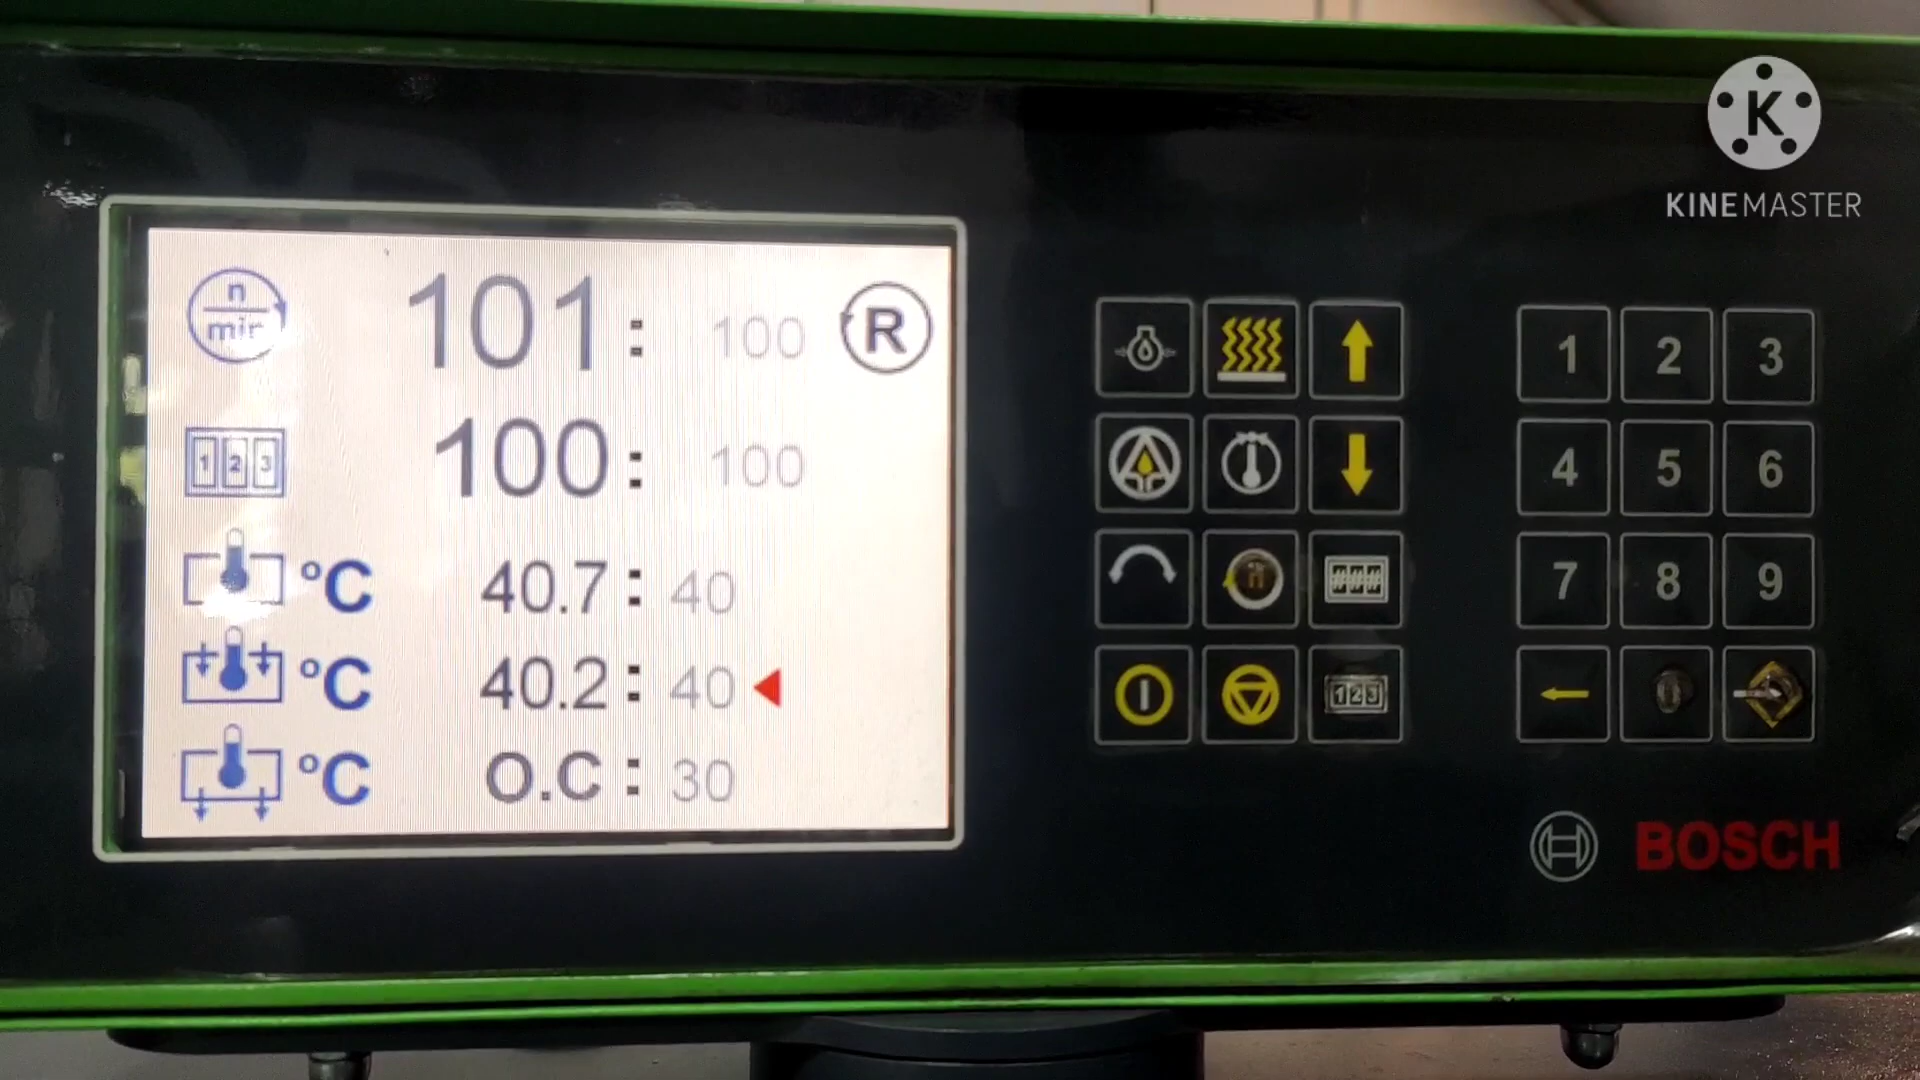 K
KINEMASTER
n
min
101 : 100 R
123 100 : 100
°C 40.7 : 40
°C 40.2 : 40
°C O.C : 30
1 2 3
4 5 6
n ### 7 8 9
123 0
BOSCH